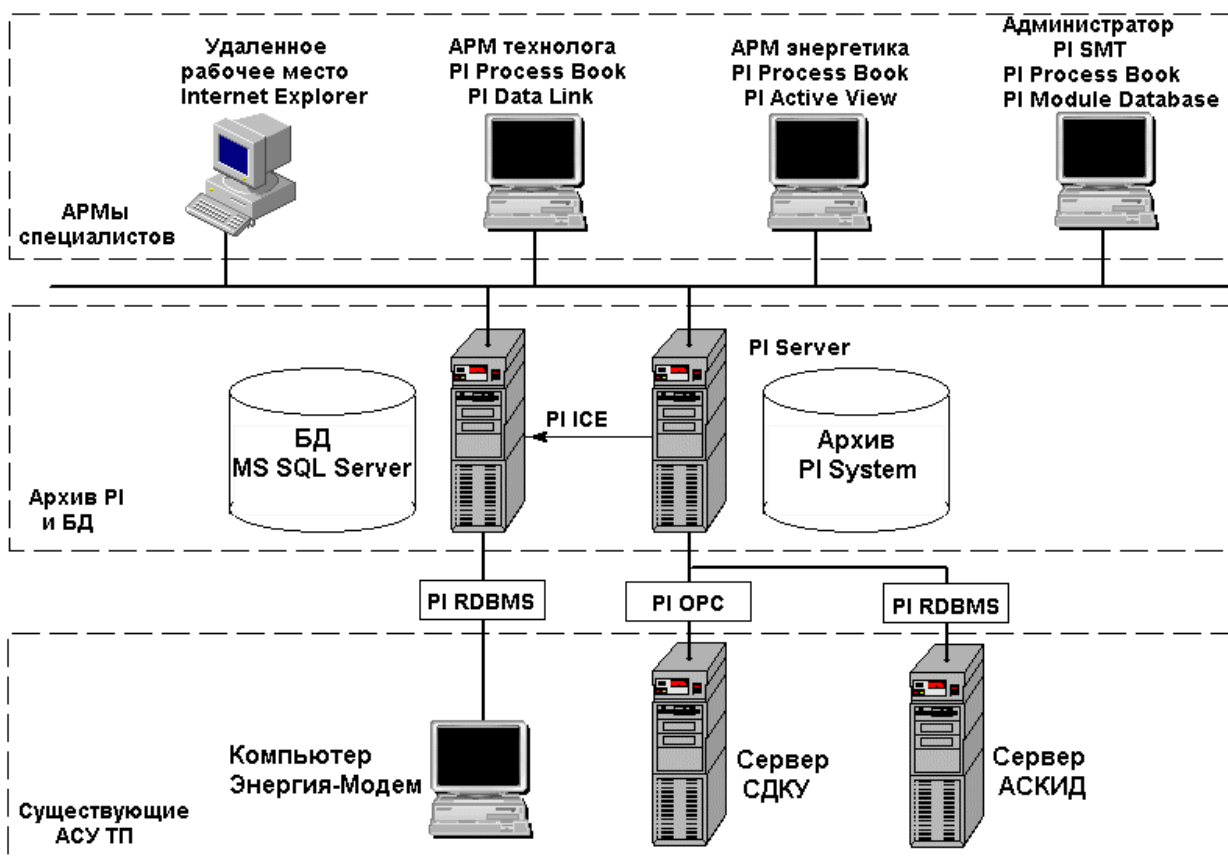 Удаленное
рабочее место
Internet Explorer
АРМ технолога
PI Process Book
PI Data Link
АРМ энергетика
PI Process Book
PI Active View
Администратор
PI SMT
PI Process Book
PI Module Database
АРМы
специалистов
PI Server
БД
MS SQL Server
PI ICE
Архив
PI System
Архив PI
и БД
PI RDBMS
PI OPC
PI RDBMS
Компьютер
Энергия-Модем
Сервер
СДКУ
Сервер
АСКИД
Существующие
АСУ ТП